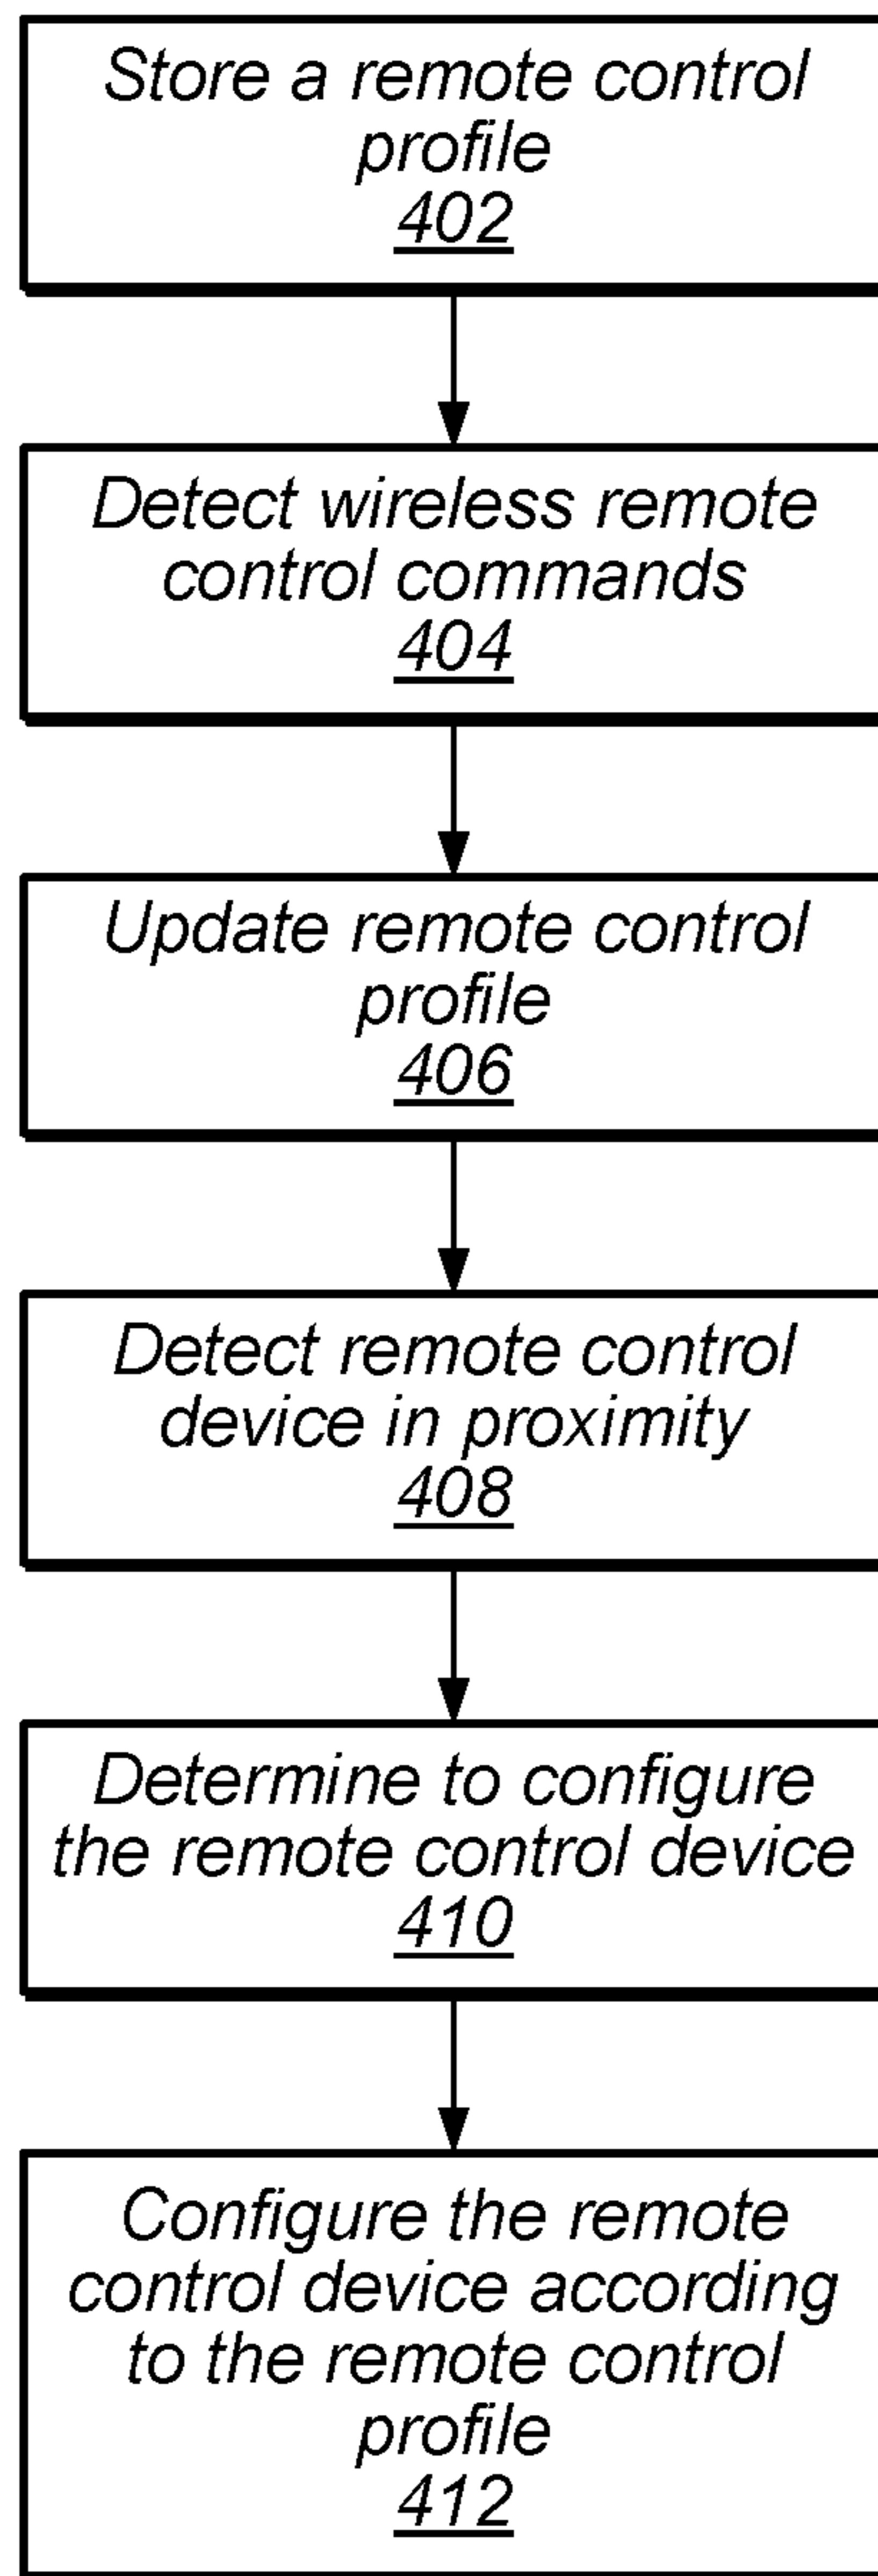 Store a remote control
profile
402
Detect wireless remote
control commands
404
Update remote control
profile
406
Detect remote control
device in proximity
408
Determine to configure
the remote control device
410
Configure the remote
control device according
to the remote control
profile
412